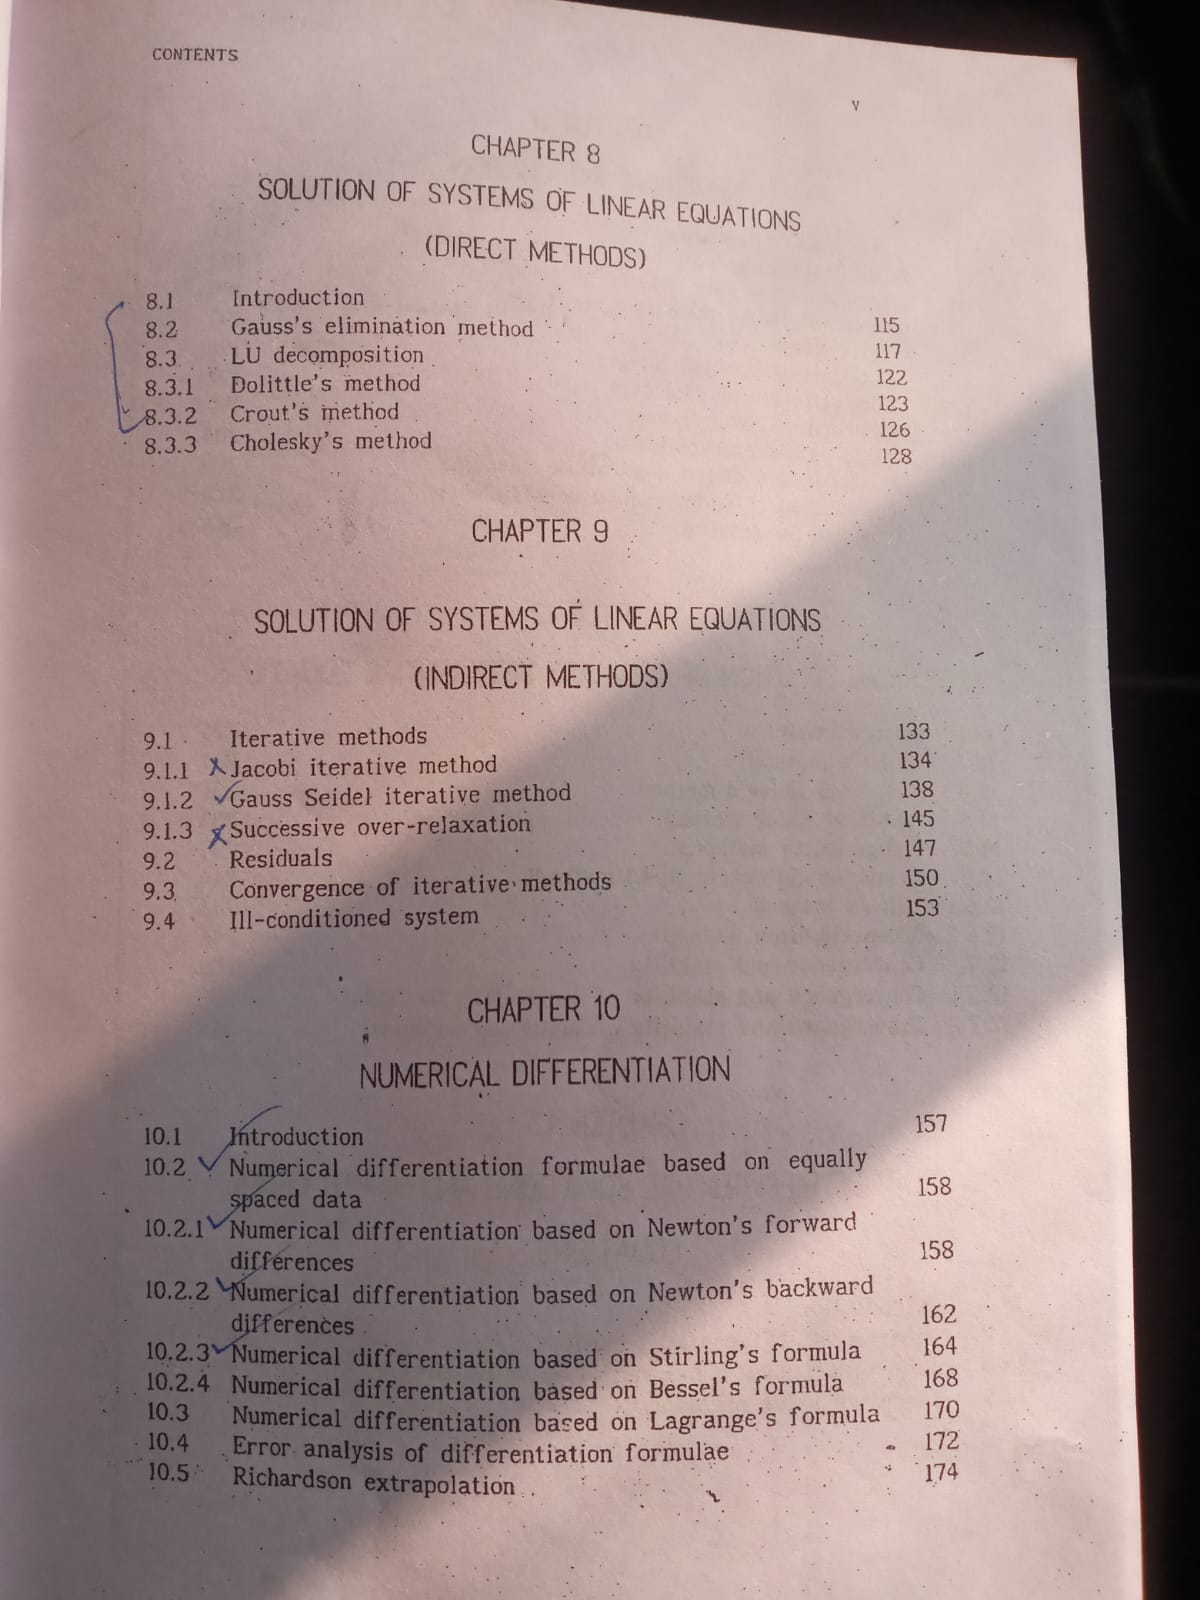 CONTENTS
v
CHAPTER 8
SOLUTION OF SYSTEMS OF LINEAR EQUATIONS
(DIRECT METHODS)
8.1 Introduction 115
8.2 Gauss's elimination method 117
8.3 LU decomposition 122
8.3.1 Dolittle's method 123
8.3.2 Crout's method 126
8.3.3 Cholesky's method 128
CHAPTER 9
SOLUTION OF SYSTEMS OF LINEAR EQUATIONS
(INDIRECT METHODS)
9.1 Iterative methods 133
9.1.1 Jacobi iterative method 134
9.1.2 Gauss Seidel iterative method 138
9.1.3 Successive over-relaxation 145
9.2 Residuals 147
9.3 Convergence of iterative methods 150
9.4 Ill-conditioned system 153
CHAPTER 10
NUMERICAL DIFFERENTIATION
10.1 Introduction 157
10.2 Numerical differentiation formulae based on equally
spaced data 158
10.2.1 Numerical differentiation based on Newton's forward
differences 158
10.2.2 Numerical differentiation based on Newton's backward
differences 162
10.2.3 Numerical differentiation based on Stirling's formula 164
10.2.4 Numerical differentiation based on Bessel's formula 168
10.3 Numerical differentiation based on Lagrange's formula 170
10.4 Error analysis of differentiation formulae 172
10.5 Richardson extrapolation 174